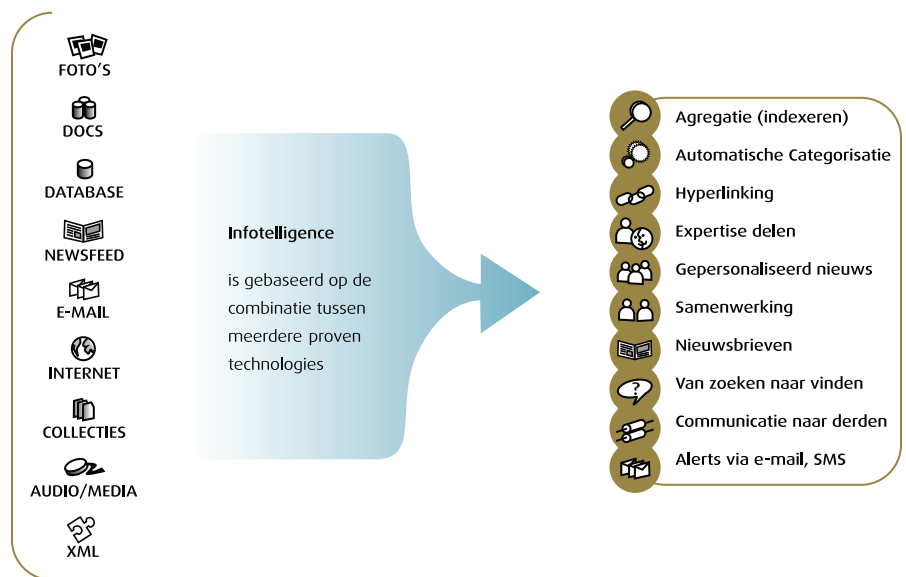 FOTO'S
DOCS
DATABASE
NEWSFEED
E-MAIL
INTERNET
COLLECTIES
AUDIO/MEDIA
XML
Infotelligence
is gebaseerd op de
combinatie tussen
meerdere proven
technologies
Agregatie (indexeren)
Automatische Categorisatie
Hyperlinking
Expertise delen
Gepersonaliseerd nieuws
Samenwerking
Nieuwsbrieven
?
Van zoeken naar vinden
Communicatie naar derden
Alerts via e-mail, SMS